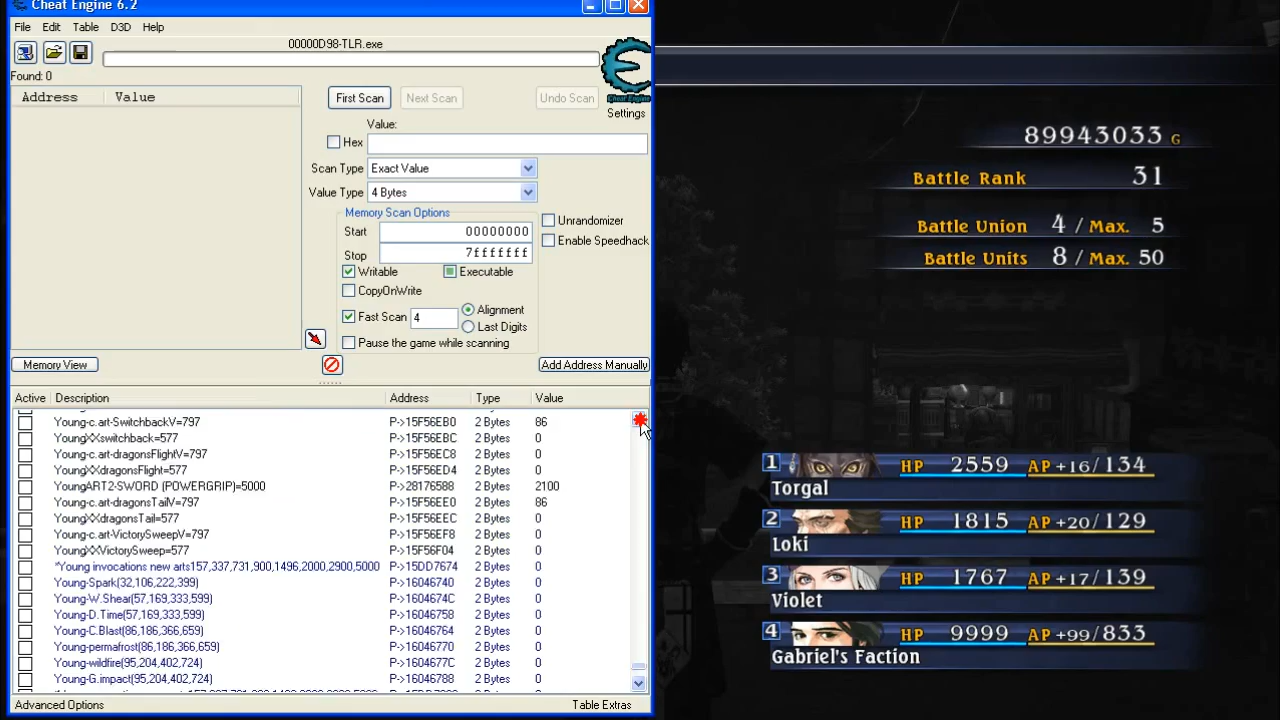 Cheat Engine 6.2
File Edit Table D3D Help
00000D98-TLR.exe
Found: 0
Address Value
First Scan Next Scan Undo Scan
Cheat Engine
Settings
Value:
Hex
Scan Type Exact Value
Value Type 4 Bytes
Memory Scan Options
Start 00000000
Stop 7fffffff
Unrandomizer
Enable Speedhack
Writable Executable
CopyOnWrite
Fast Scan 4 Alignment
Last Digits
Pause the game while scanning
Memory View Add Address Manually
Active Description Address Type Value
Young-c.art-SwitchbackV=797 P->15F56EB0 2 Bytes 86
YoungXXswitchback=577 P->15F56EBC 2 Bytes 0
Young-c.art-dragonsFlightV=797 P->15F56EC8 2 Bytes 0
YoungXXdragonsFlight=577 P->15F56ED4 2 Bytes 0
YoungART2-SWORD (POWERGRIP)=5000 P->28176588 2 Bytes 2100
Young-c.art-dragonsTailV=797 P->15F56EE0 2 Bytes 86
YoungXXdragonsTail=577 P->15F56EEC 2 Bytes 0
Young-c.art-VictorySweepV=797 P->15F56EF8 2 Bytes 0
YoungXXVictorySweep=577 P->15F56F04 2 Bytes 0
*Young invocations new arts157,337,731,900,1496,2000,2900,5000 P->15DD7674 2 Bytes 0
Young-Spark(32,106,222,399) P->16046740 2 Bytes 0
Young-W.Shear(57,169,333,599) P->1604674C 2 Bytes 0
Young-D.Time(57,169,333,599) P->16046758 2 Bytes 0
Young-C.Blast(86,186,366,659) P->16046764 2 Bytes 0
Young-permafrost(86,186,366,659) P->16046770 2 Bytes 0
Young-wildfire(95,204,402,724) P->1604677C 2 Bytes 0
Young-G.impact(95,204,402,724) P->16046788 2 Bytes 0
Advanced Options Table Extras
89943033 G
Battle Rank 31
Battle Union 4 / Max. 5
Battle Units 8 / Max. 50
1 HP 2559 AP+16/134
Torgal
2 HP 1815 AP+20/129
Loki
3 HP 1767 AP+17/139
Violet
4 HP 9999 AP+99/833
Gabriel's Faction